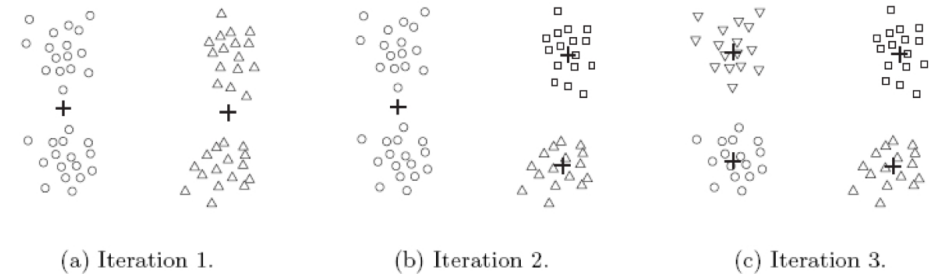 (a) Iteration 1.
(b) Iteration 2.
(c) Iteration 3.